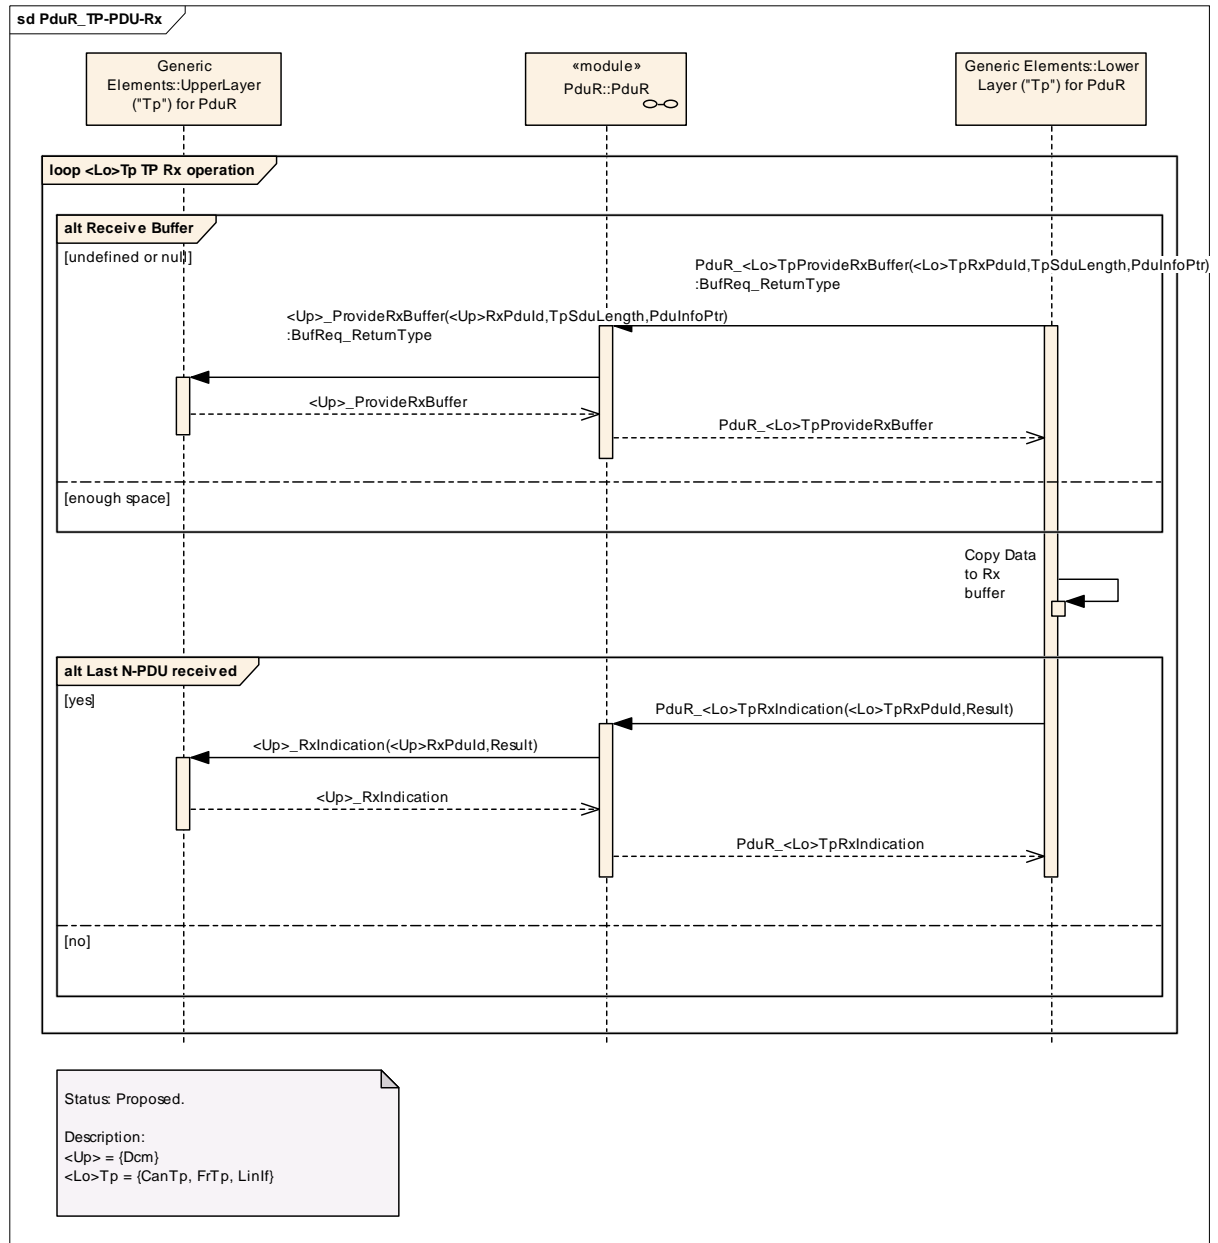 sd PduR_TP-PDU-Rx
Generic
Elements::UpperLayer
("Tp") for PduR
«module»
PduR::PduR
Generic Elements::Lower
Layer ("Tp") for PduR
loop <Lo>Tp TP Rx operation
alt Receive Buffer
[undefined or null]
PduR_<Lo>TpProvideRxBuffer(<Lo>TpRxPduId,TpSduLength,PduInfoPtr)
:BufReq_ReturnType
<Up>_ProvideRxBuffer(<Up>RxPduId,TpSduLength,PduInfoPtr)
:BufReq_ReturnType
<Up>_ProvideRxBuffer
PduR_<Lo>TpProvideRxBuffer
[enough space]
Copy Data
to Rx
buffer
alt Last N-PDU received
[yes]
PduR_<Lo>TpRxIndication(<Lo>TpRxPduId,Result)
<Up>_RxIndication(<Up>RxPduId,Result)
<Up>_RxIndication
PduR_<Lo>TpRxIndication
[no]
Status: Proposed.
Description:
<Up> = {Dcm}
<Lo>Tp = {CanTp, FrTp, LinIf}